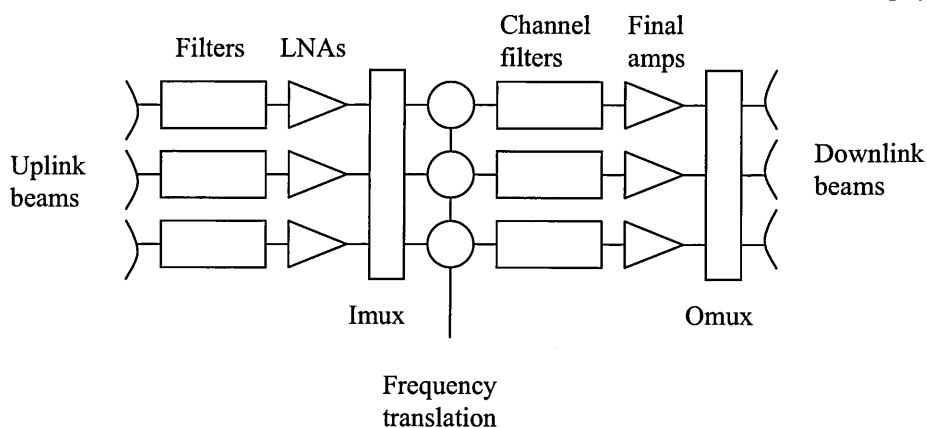 Channel
filters
Final
amps
Filters
LNAs
Uplink
beams
Downlink
beams
Imux
Omux
Frequency
translation